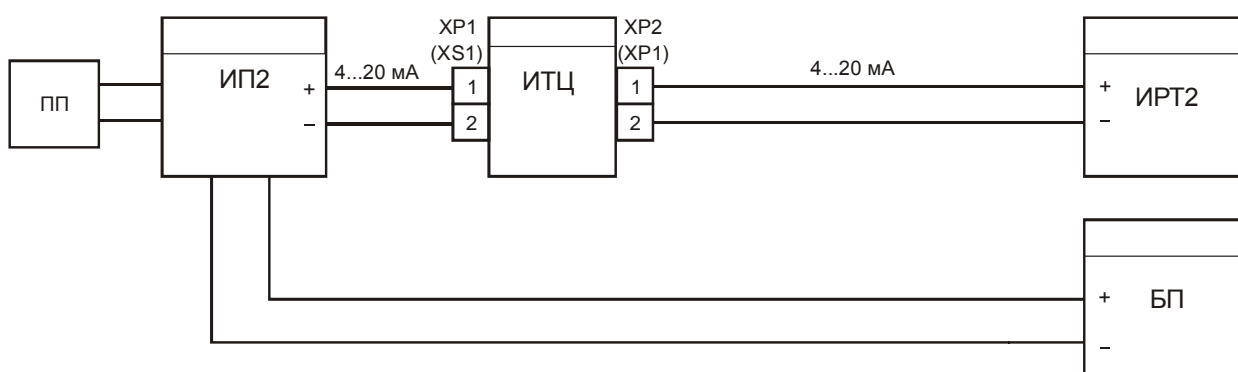 ПП
ИП2
+
–
4...20 мА
XP1
(XS1)
1
2
ИТЦ
XP2
(XP1)
1
2
4...20 мА
+
–
ИРТ2
+
–
БП